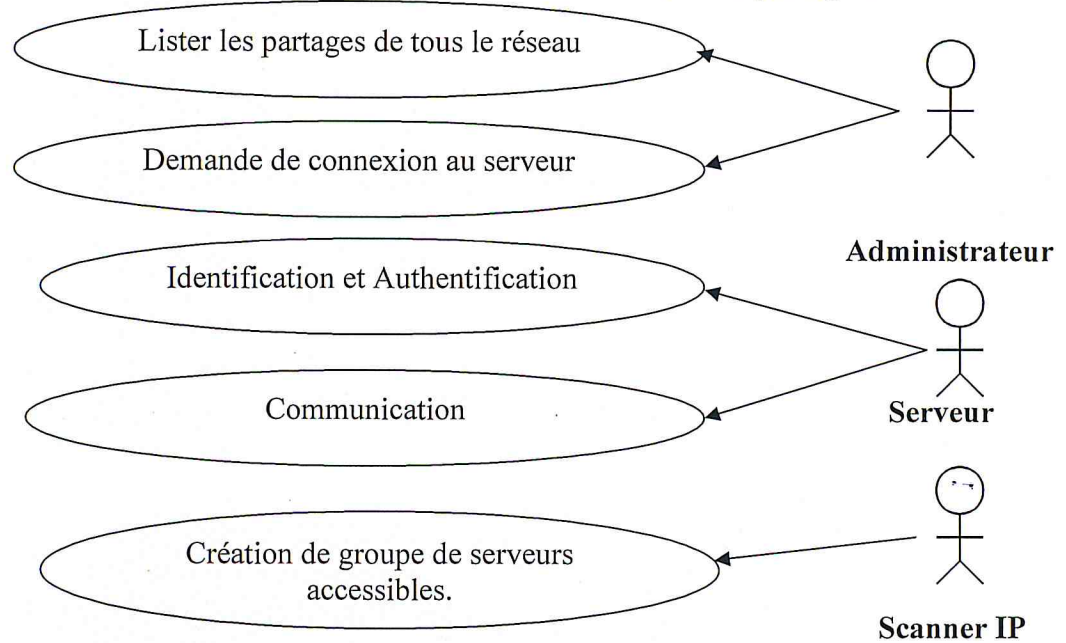 Lister les partages de tous le réseau
Demande de connexion au serveur
Administrateur
Identification et Authentification
Serveur
Communication
Création de groupe de serveurs
accessibles.
Scanner IP